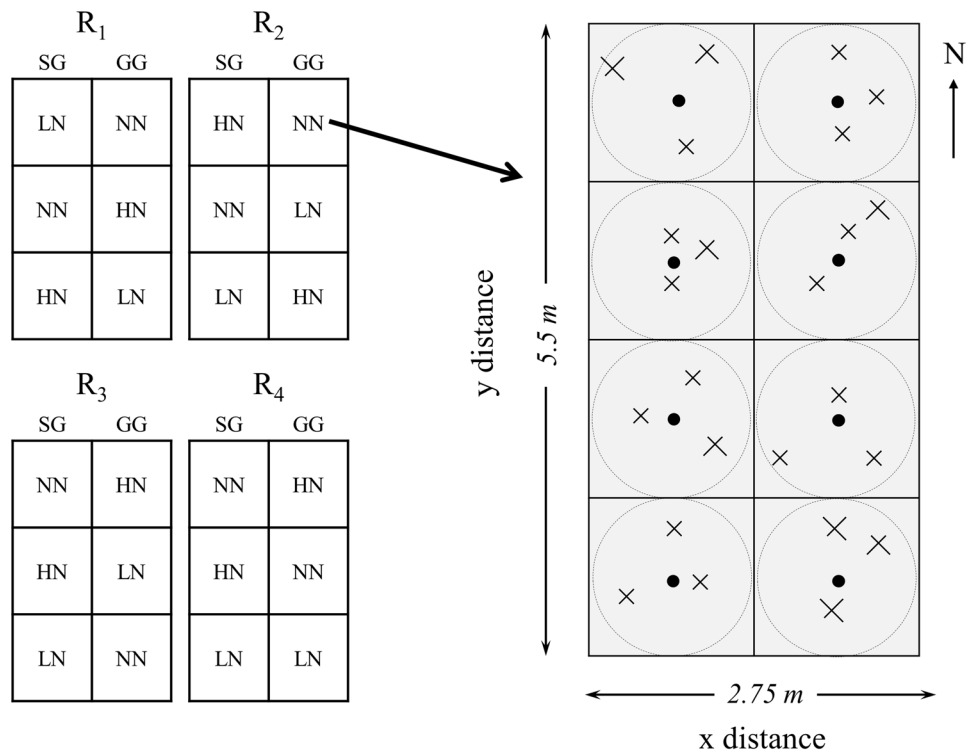 R1 R2
SG GG SG GG
LN NN HN NN
NN HN NN LN
HN LN LN HN
R3 R4
SG GG SG GG
NN HN NN HN
HN LN HN NN
LN NN LN LN
y distance
5.5 m
N
2.75 m
x distance